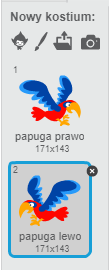 Nowy kostium:
1
papuga prawo
171x143
2
papuga lewo
171x143